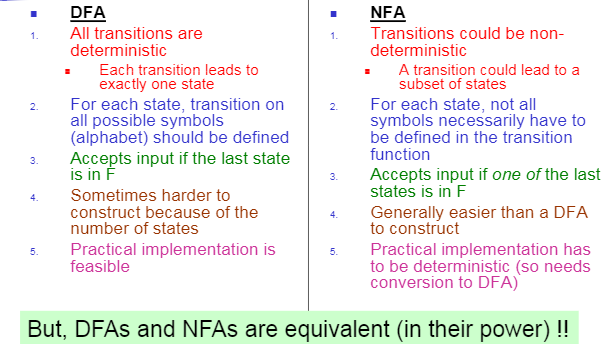 DFA
1. All transitions are
deterministic
Each transition leads to
exactly one state
2. For each state, transition on
all possible symbols
(alphabet) should be defined
3. Accepts input if the last state
is in F
4. Sometimes harder to
construct because of the
number of states
5. Practical implementation is
feasible
NFA
1. Transitions could be non-
deterministic
A transition could lead to a
subset of states
2. For each state, not all
symbols necessarily have to
be defined in the transition
function
3. Accepts input if one of the last
states is in F
4. Generally easier than a DFA
to construct
5. Practical implementation has
to be deterministic (so needs
conversion to DFA)
But, DFAs and NFAs are equivalent (in their power) !!